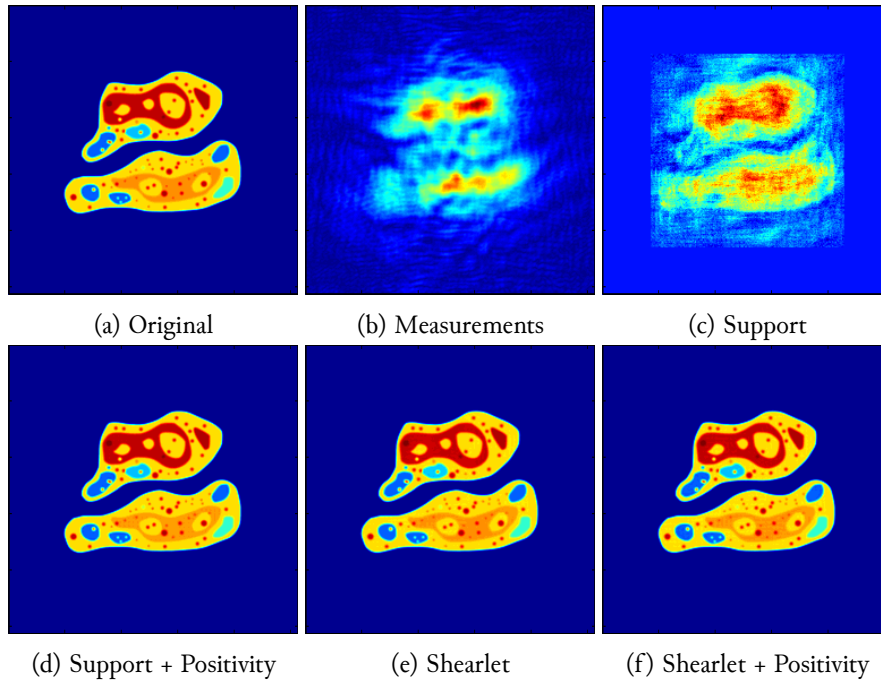 (a) Original
(b) Measurements
(c) Support
(d) Support + Positivity
(e) Shearlet
(f) Shearlet + Positivity